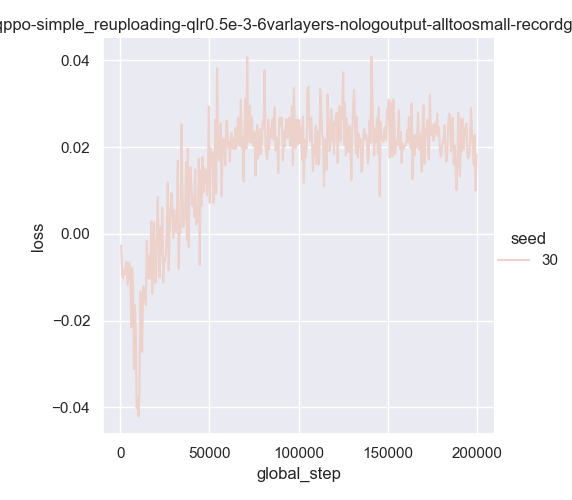 qppo-simple_reuploading-qlr0.5e-3-6varlayers-nologoutput-alltoosmall-recordg
0.04
0.02
0.00
−0.02
−0.04
loss
0
50000
100000
150000
200000
global_step
seed
30